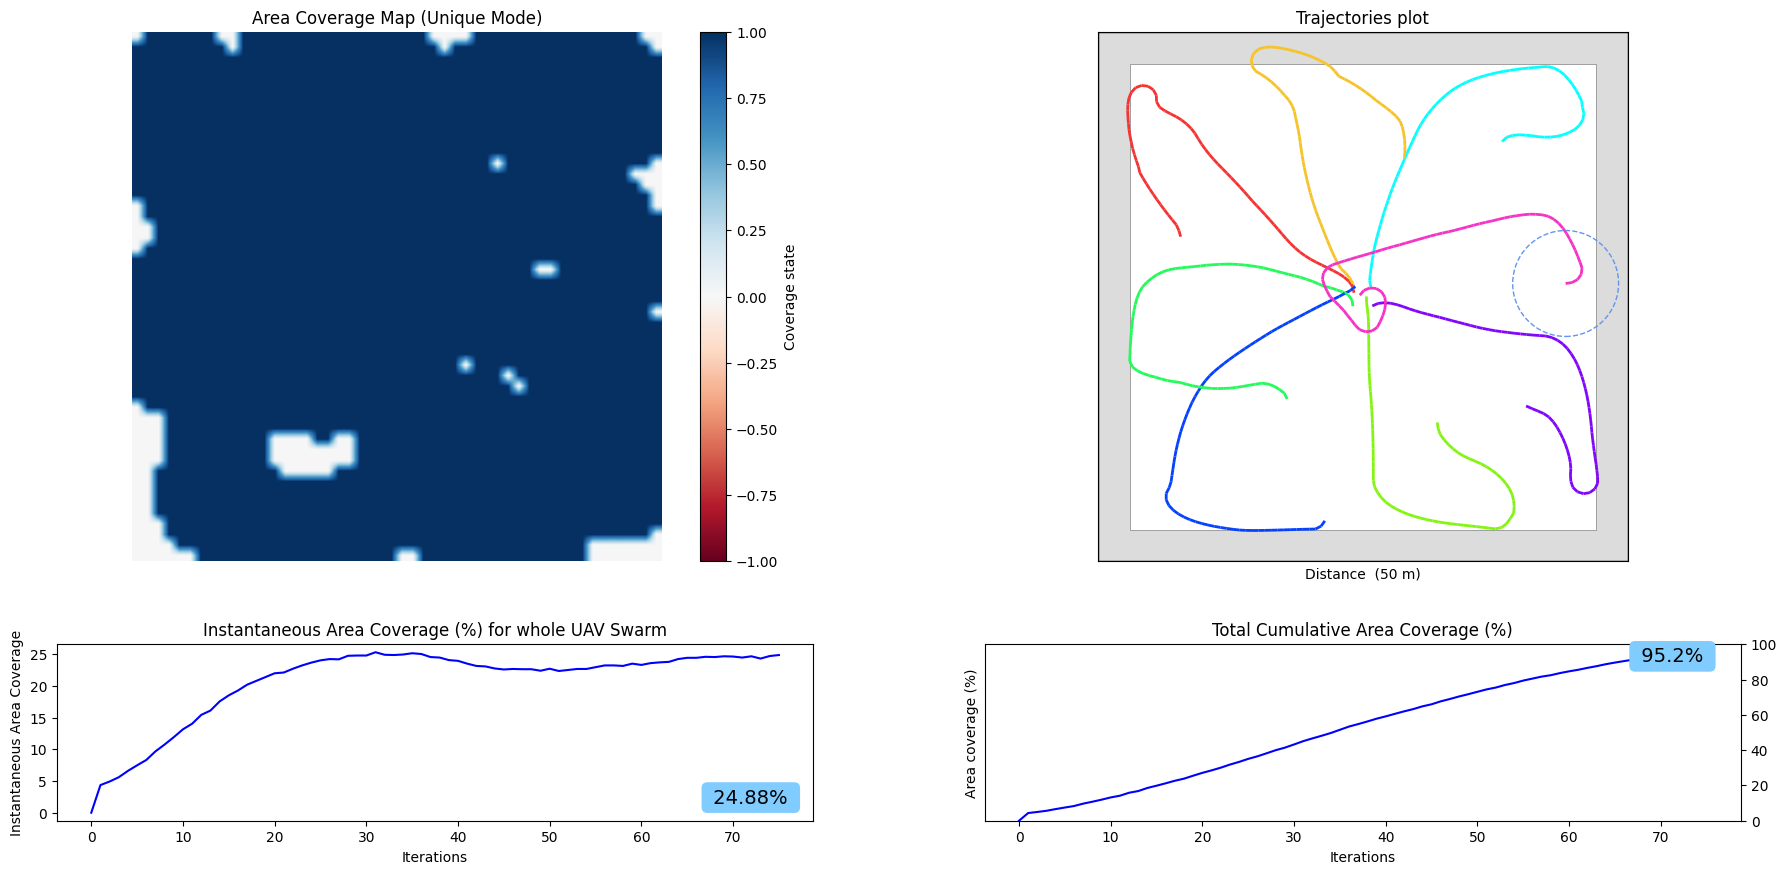 Area Coverage Map (Unique Mode)
1.00
0.75
0.50
0.25
0.00
−0.25
−0.50
−0.75
−1.00
Coverage state
Trajectories plot
Distance  (50 m)
Instantaneous Area Coverage (%) for whole UAV Swarm
Instantaneous Area Coverage
25
20
15
10
5
0
24.88%
0 10 20 30 40 50 60 70
Iterations
Total Cumulative Area Coverage (%)
Area coverage (%)
95.2%
100
80
60
40
20
0
0 10 20 30 40 50 60 70
Iterations